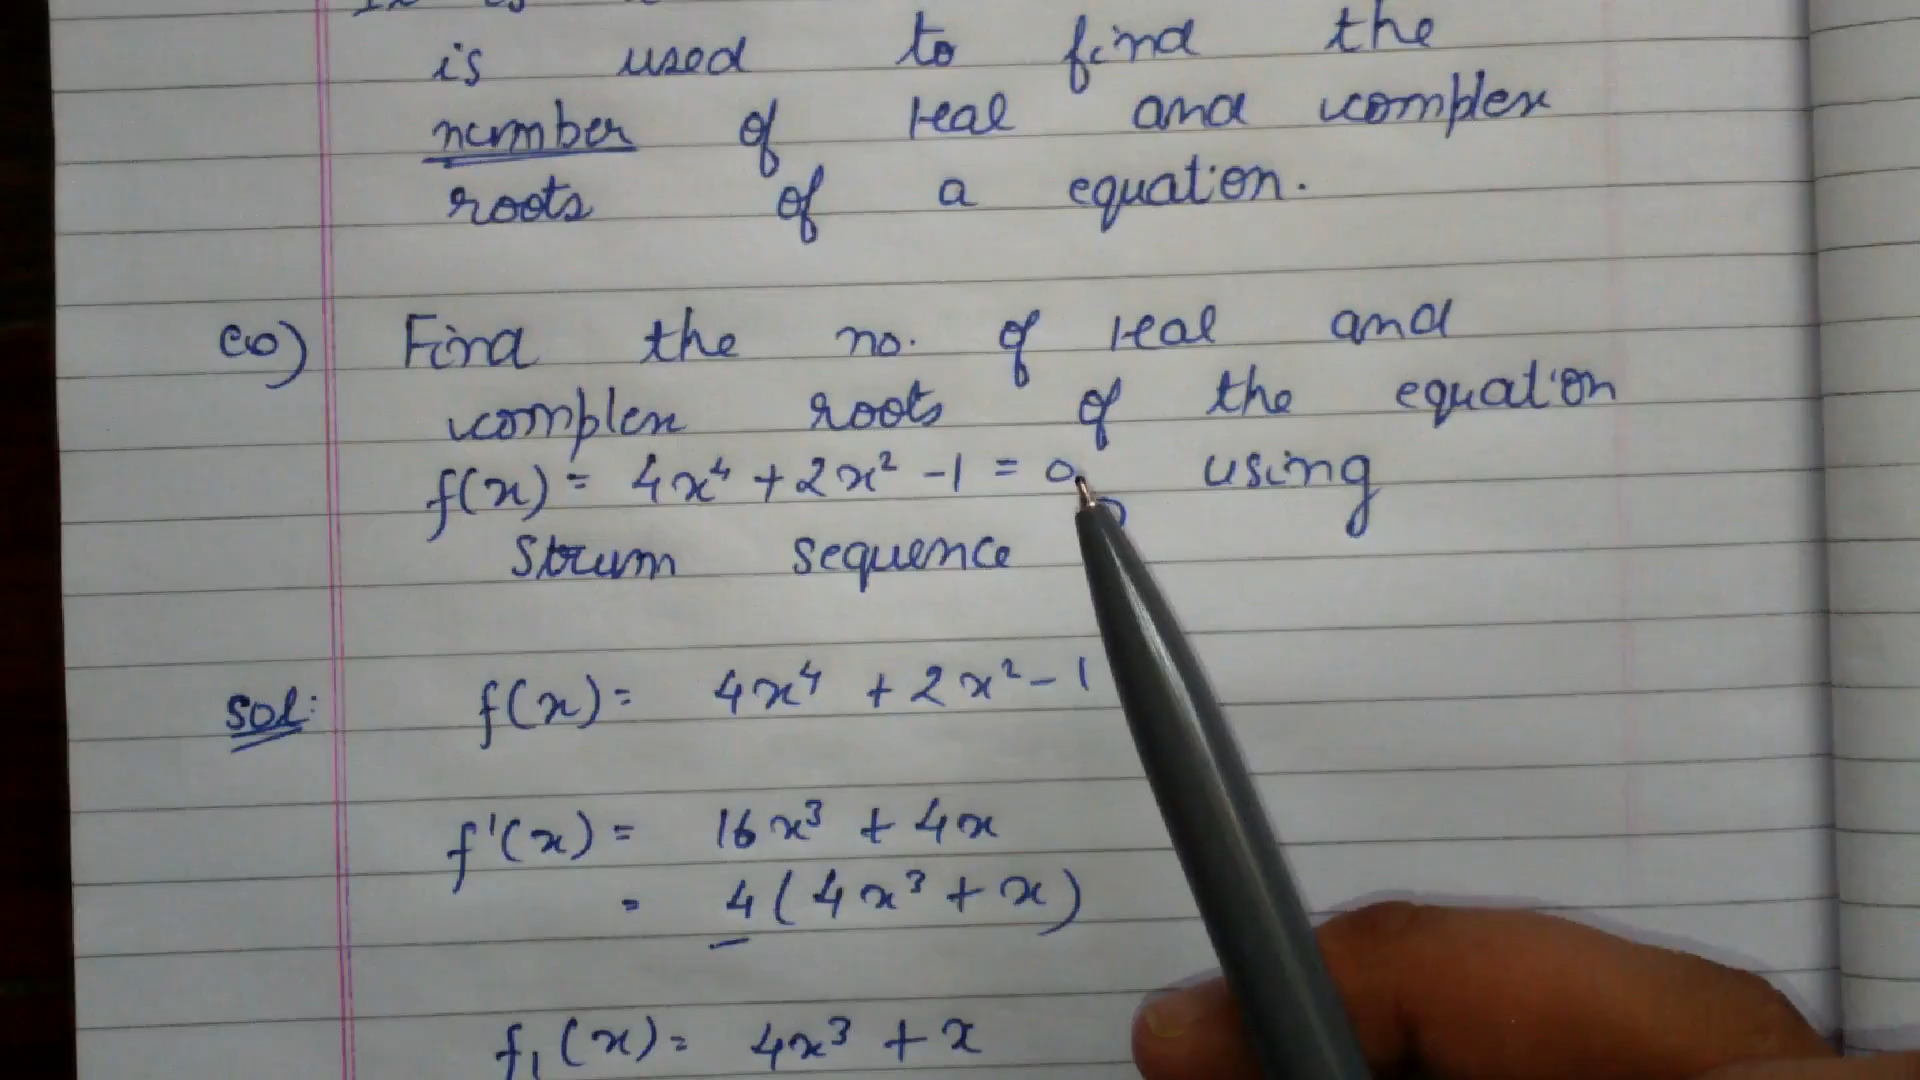 is used to find the
number of real and complex
roots of a equation.
eg) Find the no. of real and
complex roots of the equation
f(x) = 4x⁴ + 2x² - 1 = 0, using
Strum sequence
Sol: f(x) = 4x⁴ + 2x² - 1
f'(x) = 16x³ + 4x
= 4(4x³ + x)
f₁(x) = 4x³ + x